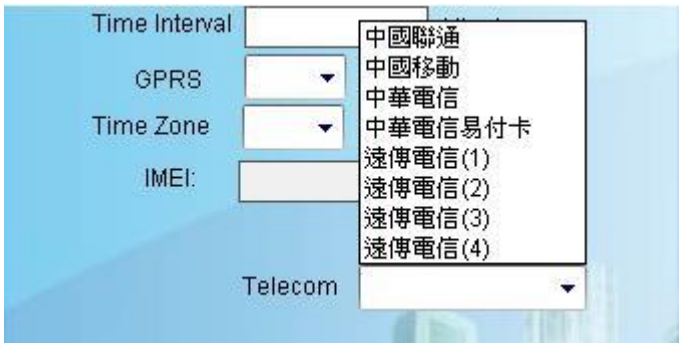 Time Interval
GPRS
Time Zone
IMEI:
中國聯通
中國移動
中華電信
中華電信易付卡
遠傳電信(1)
遠傳電信(2)
遠傳電信(3)
遠傳電信(4)
Telecom